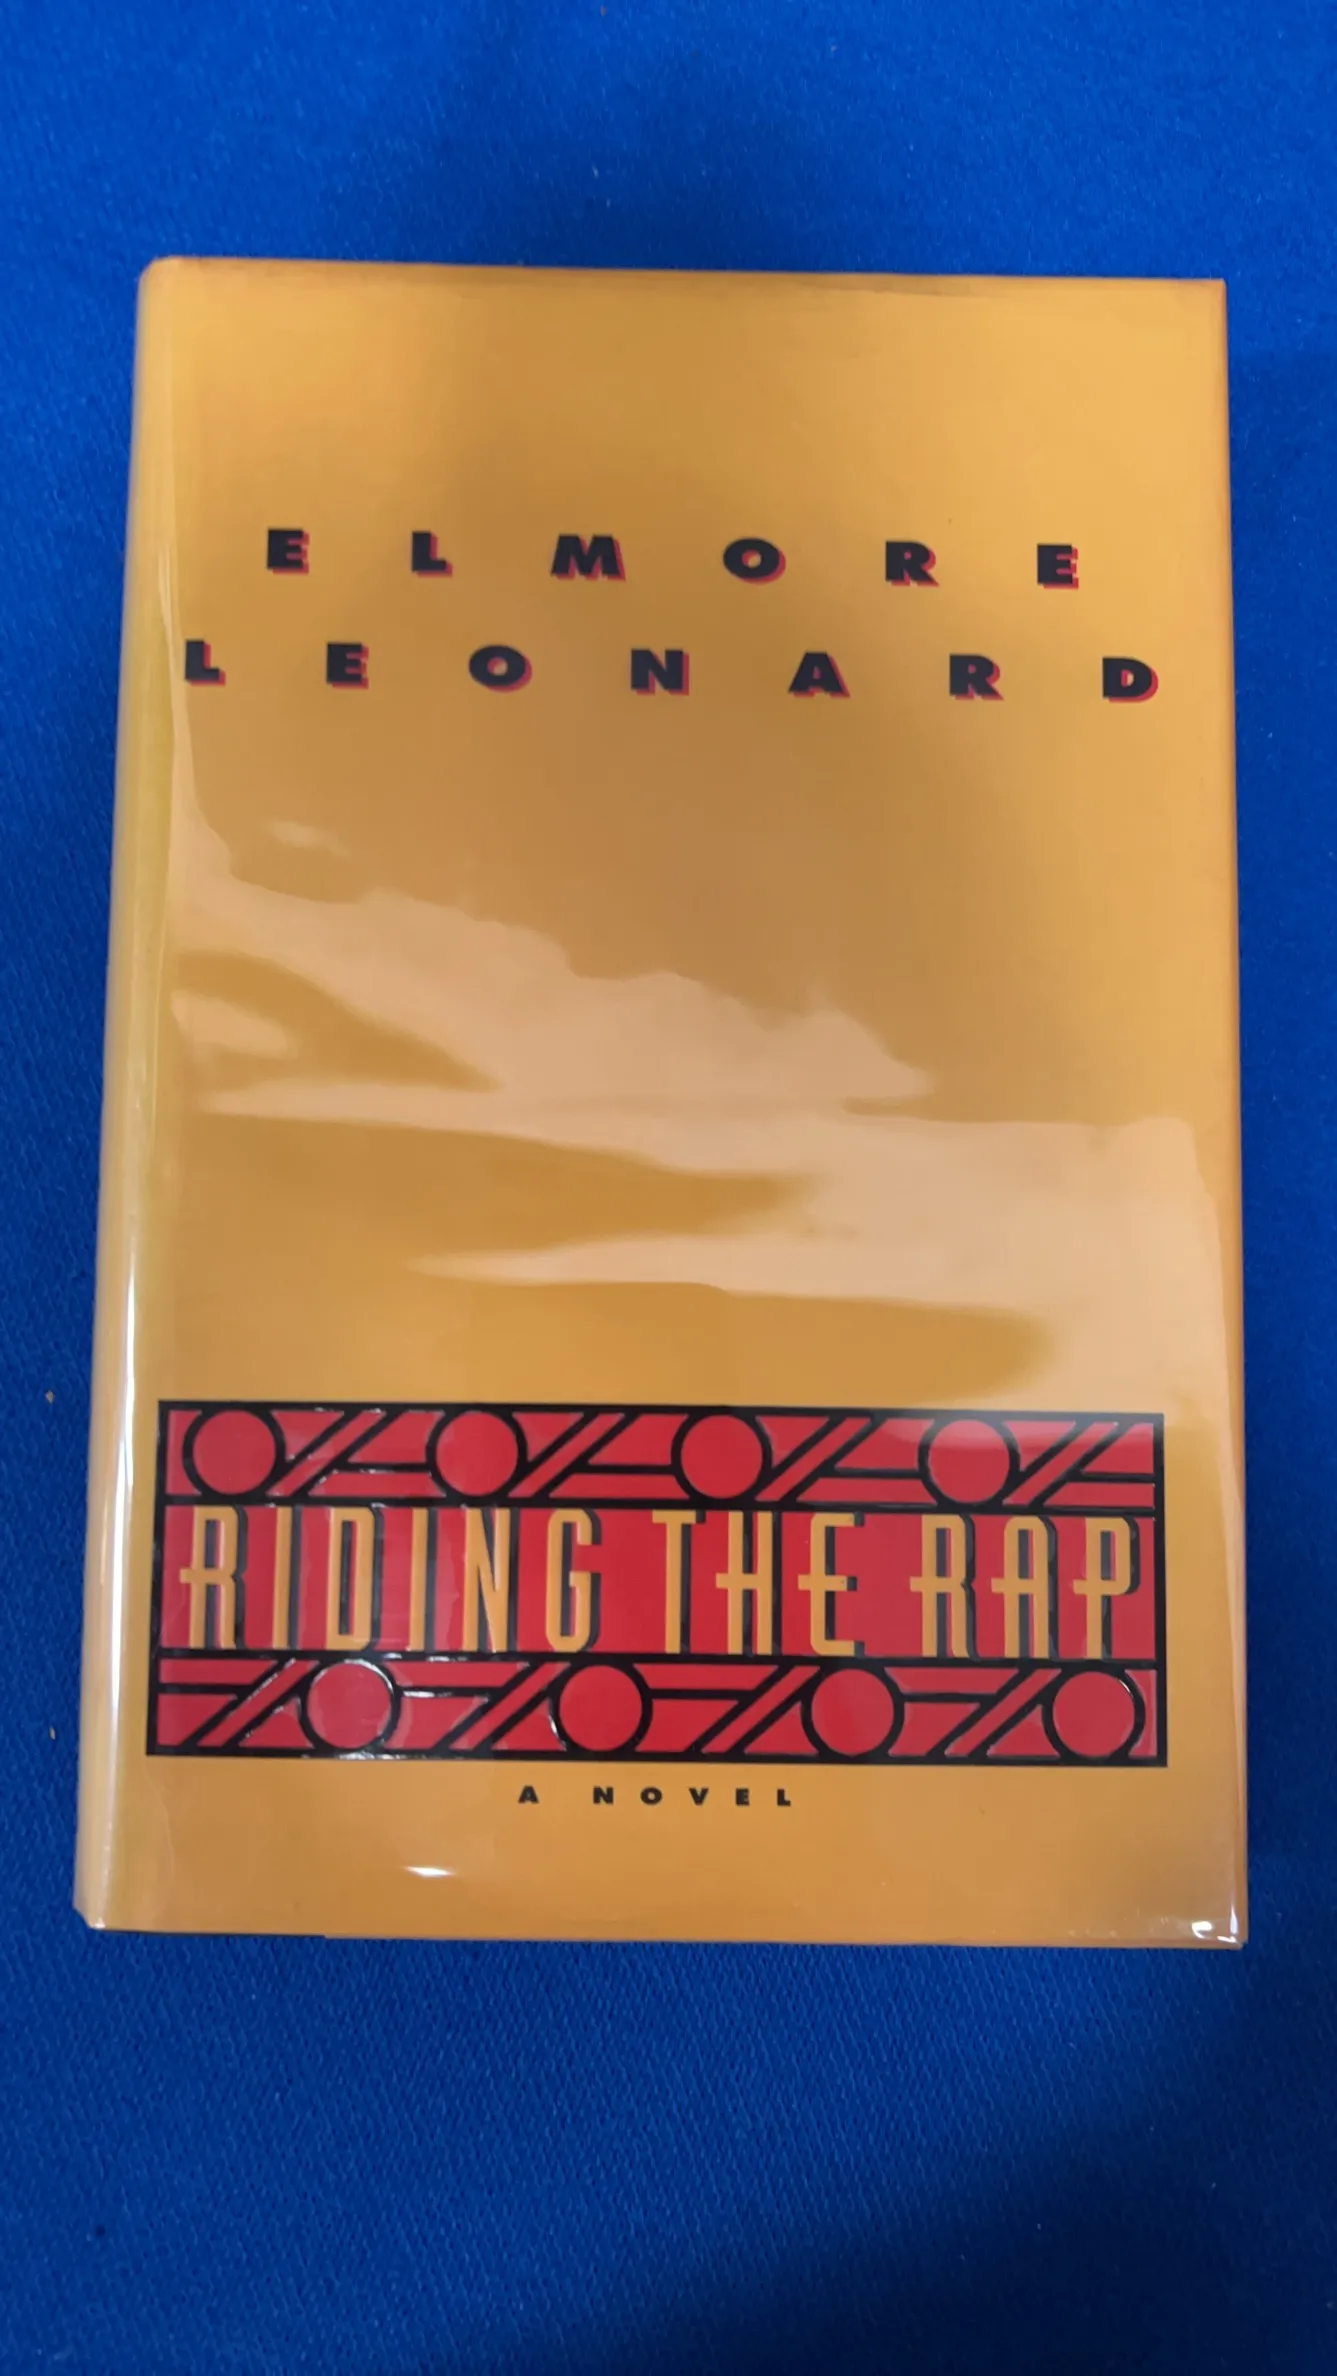 ELMORE
LEONARD
RIDING THE RAP
A NOVEL